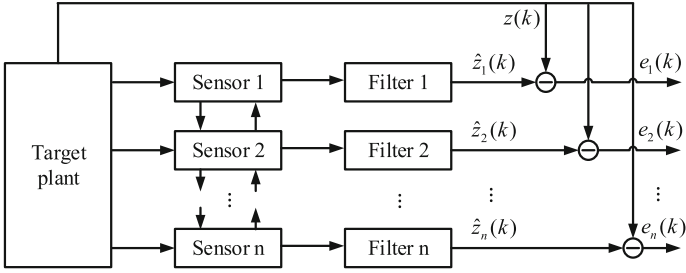 z(k)
Target
plant
Sensor 1
Filter 1
ẑ₁(k)
e₁(k)
Sensor 2
Filter 2
ẑ₂(k)
e₂(k)
...
...
...
...
Sensor n
Filter n
ẑₙ(k)
eₙ(k)